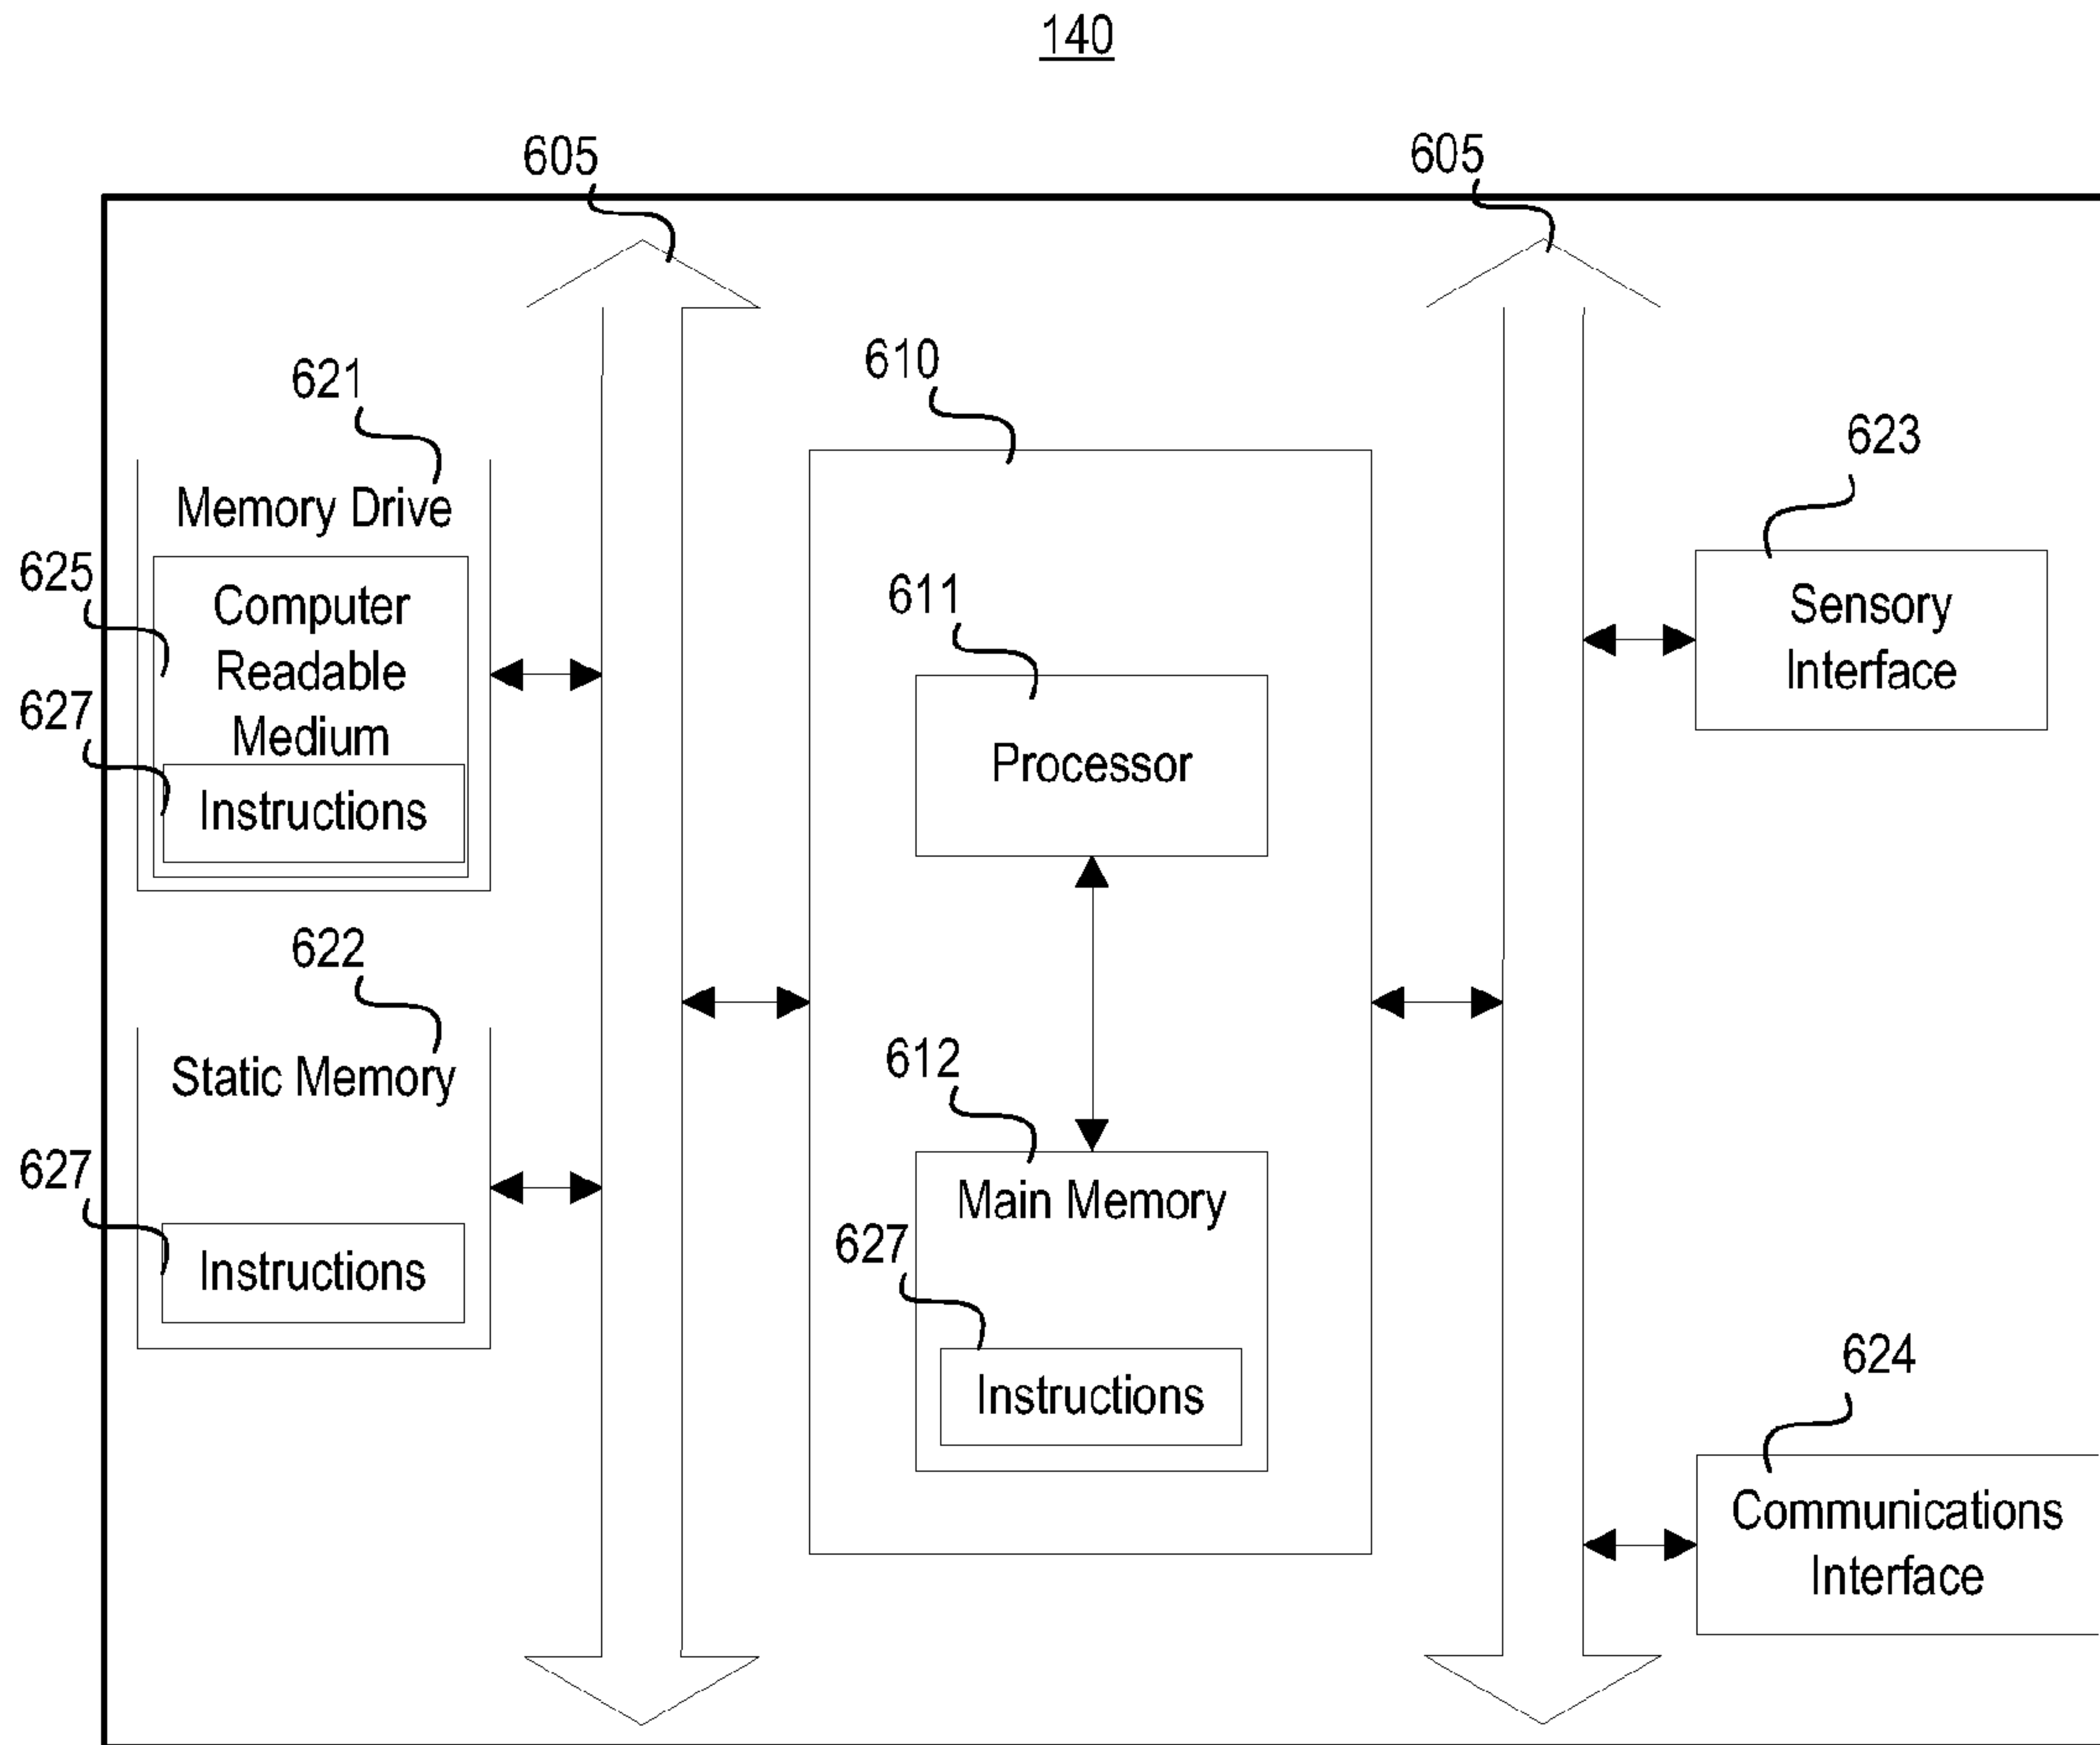 140
605
605
621
610
623
Memory Drive
625
Computer
Readable
Medium
627
Instructions
611
Processor
Sensory
Interface
622
Static Memory
627
Instructions
612
Main Memory
627
Instructions
624
Communications
Interface